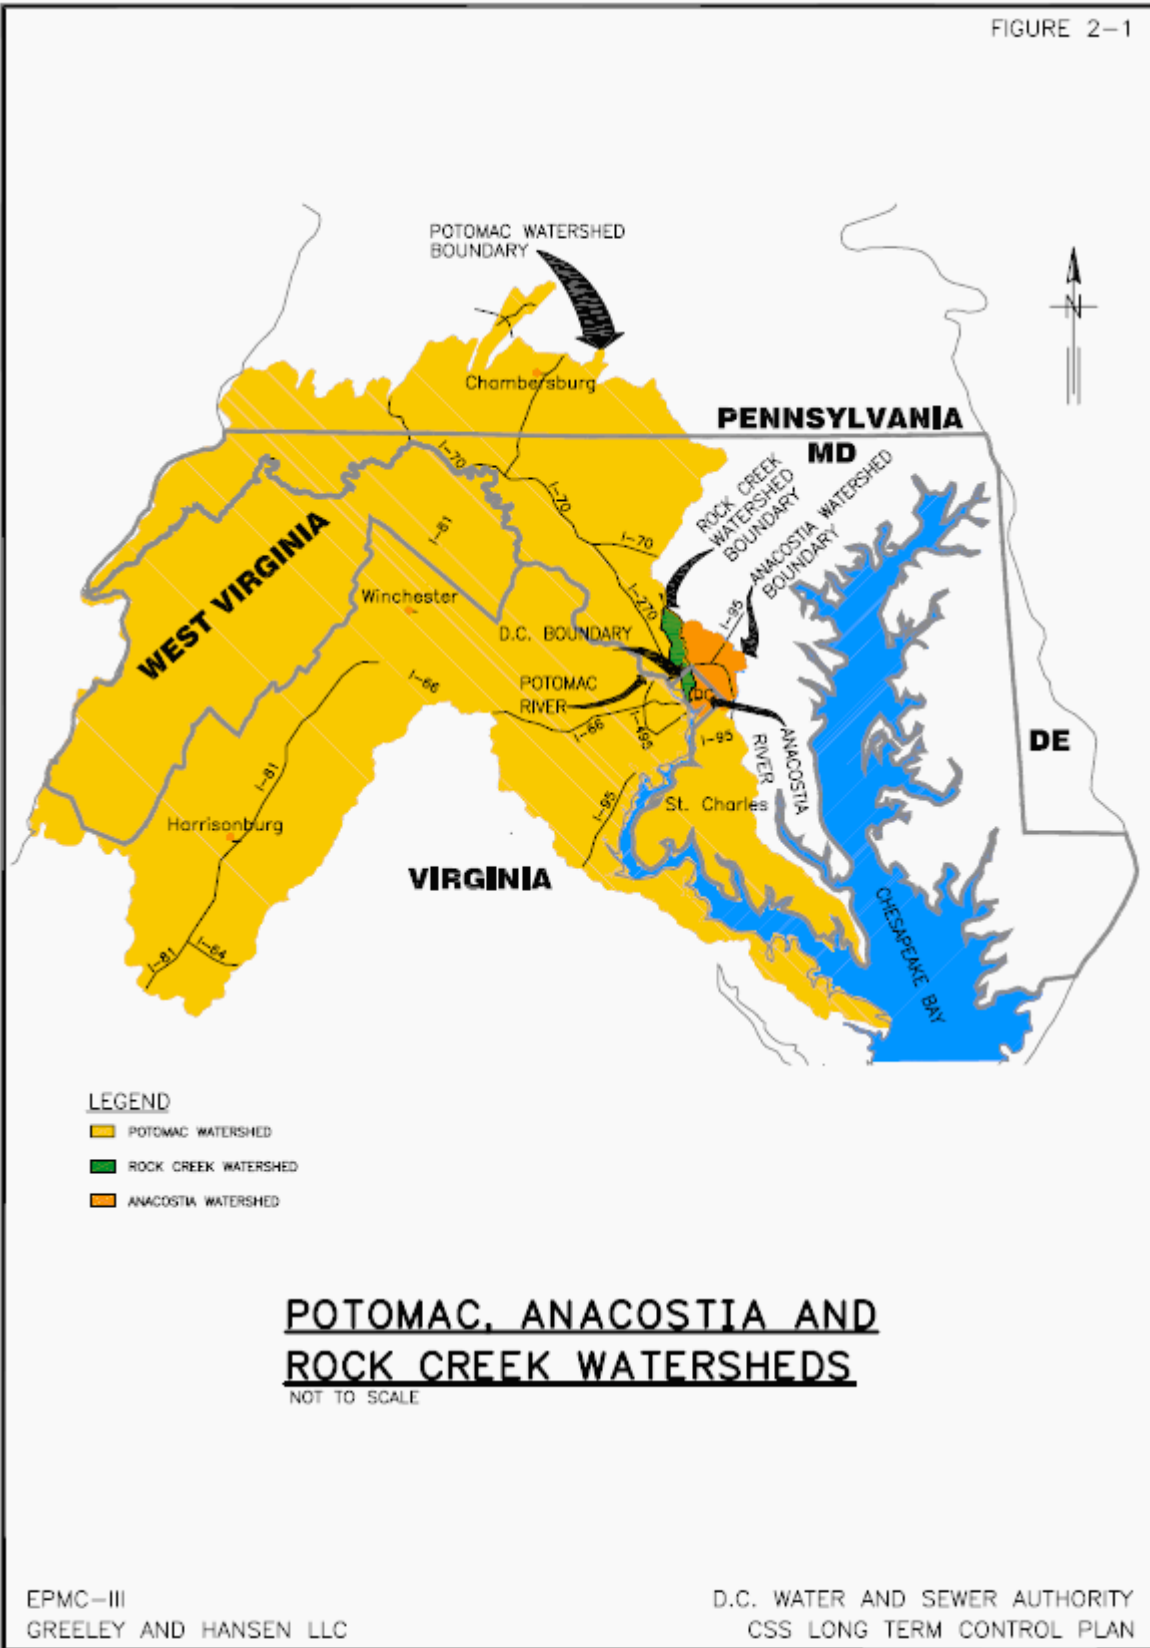 FIGURE 2-1
POTOMAC WATERSHED
BOUNDARY
N
Chambersburg
PENNSYLVANIA
MD
ROCK CREEK
WATERSHED
BOUNDARY
ANACOSTIA WATERSHED
BOUNDARY
I-70
I-70
I-70
I-81
I-270
I-95
WEST VIRGINIA
Winchester
D.C. BOUNDARY
POTOMAC
RIVER
I-66
I-66
I-495
I-95
DC
ANACOSTIA
RIVER
DE
I-81
I-95
St. Charles
Harrisonburg
VIRGINIA
I-81
I-64
CHESAPEAKE BAY
LEGEND
POTOMAC WATERSHED
ROCK CREEK WATERSHED
ANACOSTIA WATERSHED
POTOMAC, ANACOSTIA AND
ROCK CREEK WATERSHEDS
NOT TO SCALE
EPMC-III
GREELEY AND HANSEN LLC
D.C. WATER AND SEWER AUTHORITY
CSS LONG TERM CONTROL PLAN